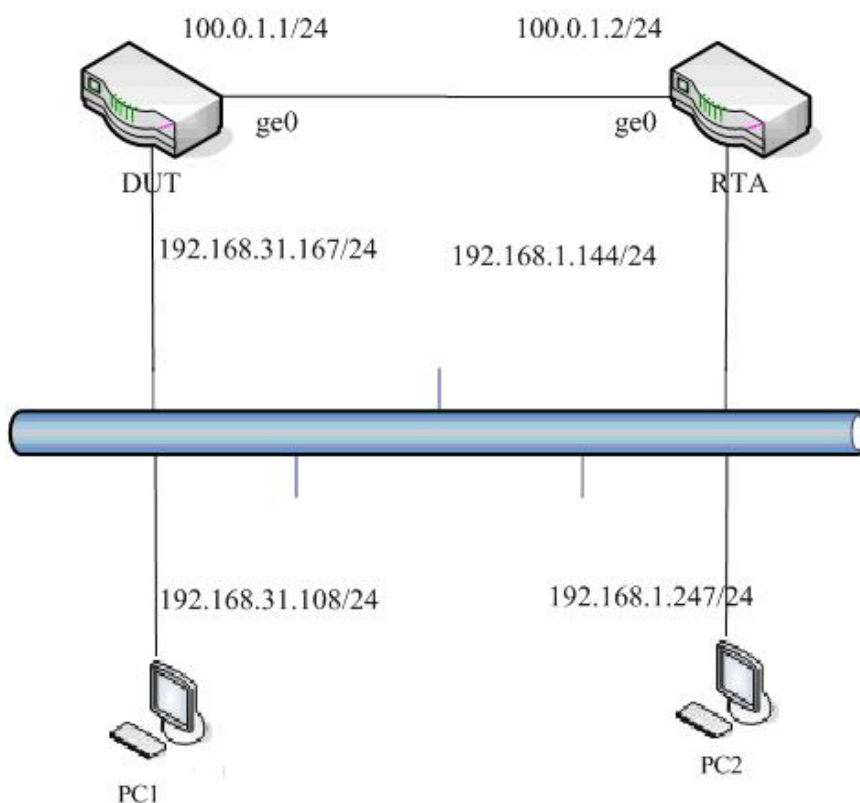 100.0.1.1/24
100.0.1.2/24
ge0
ge0
DUT
RTA
192.168.31.167/24
192.168.1.144/24
192.168.31.108/24
192.168.1.247/24
PC1
PC2